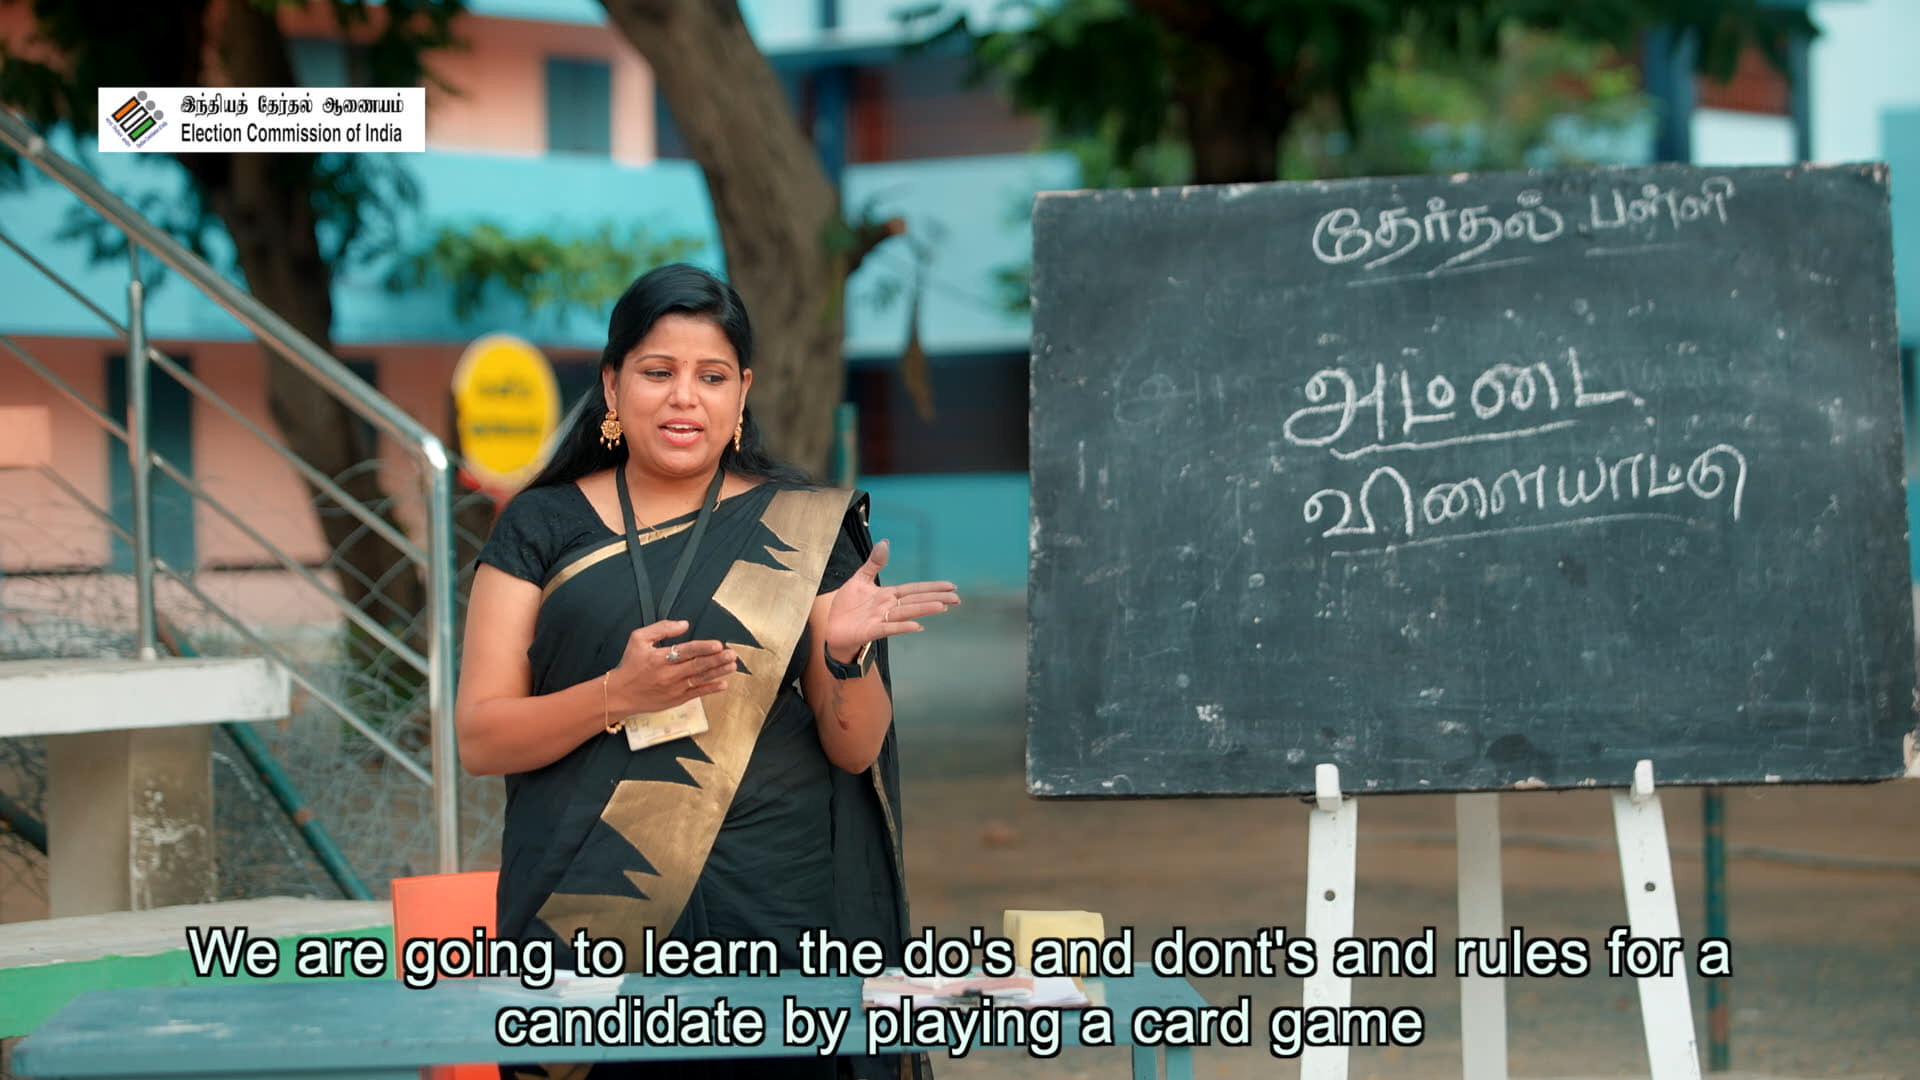 இந்தியத் தேர்தல் ஆணையம்
Election Commission of India
தேர்தல் பள்ளி
அட்டை
விளையாட்டு
We are going to learn the do's and dont's and rules for a
candidate by playing a card game